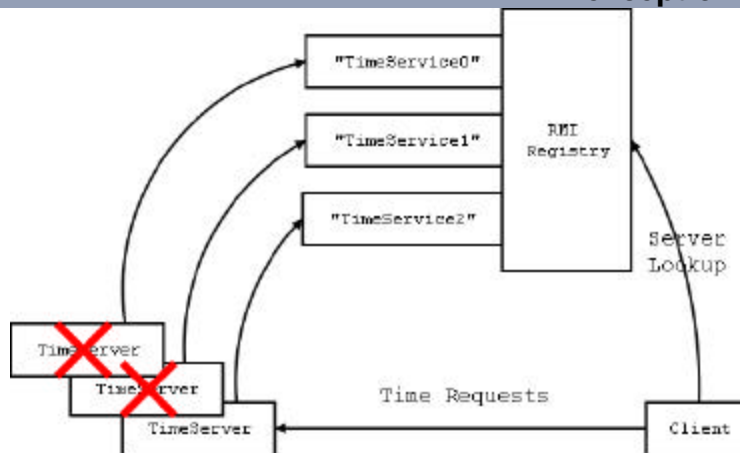 "TimeService0"
"TimeService1"
"TimeService2"
RMI
Registry
Server
Lookup
TimeServer
TimeServer
TimeServer
Time Requests
Client